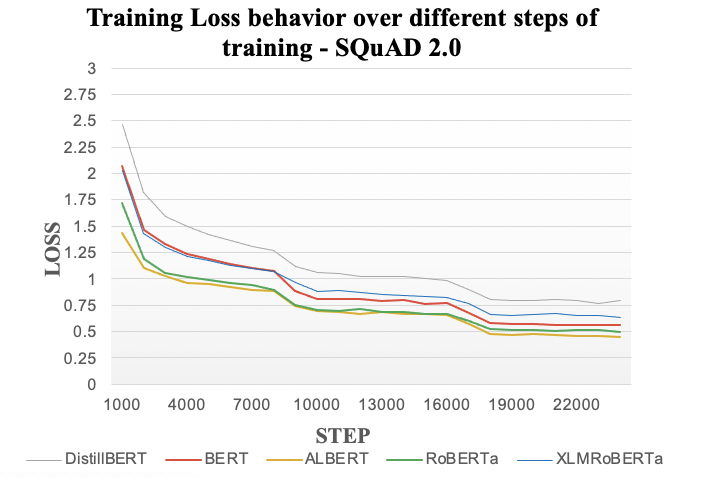 Training Loss behavior over different steps of
training - SQuAD 2.0
3
2.75
2.5
2.25
2
1.75
1.5
1.25
1
0.75
0.5
0.25
0
LOSS
1000 4000 7000 10000 13000 16000 19000 22000
STEP
DistillBERT BERT ALBERT RoBERTa XLMRoBERTa